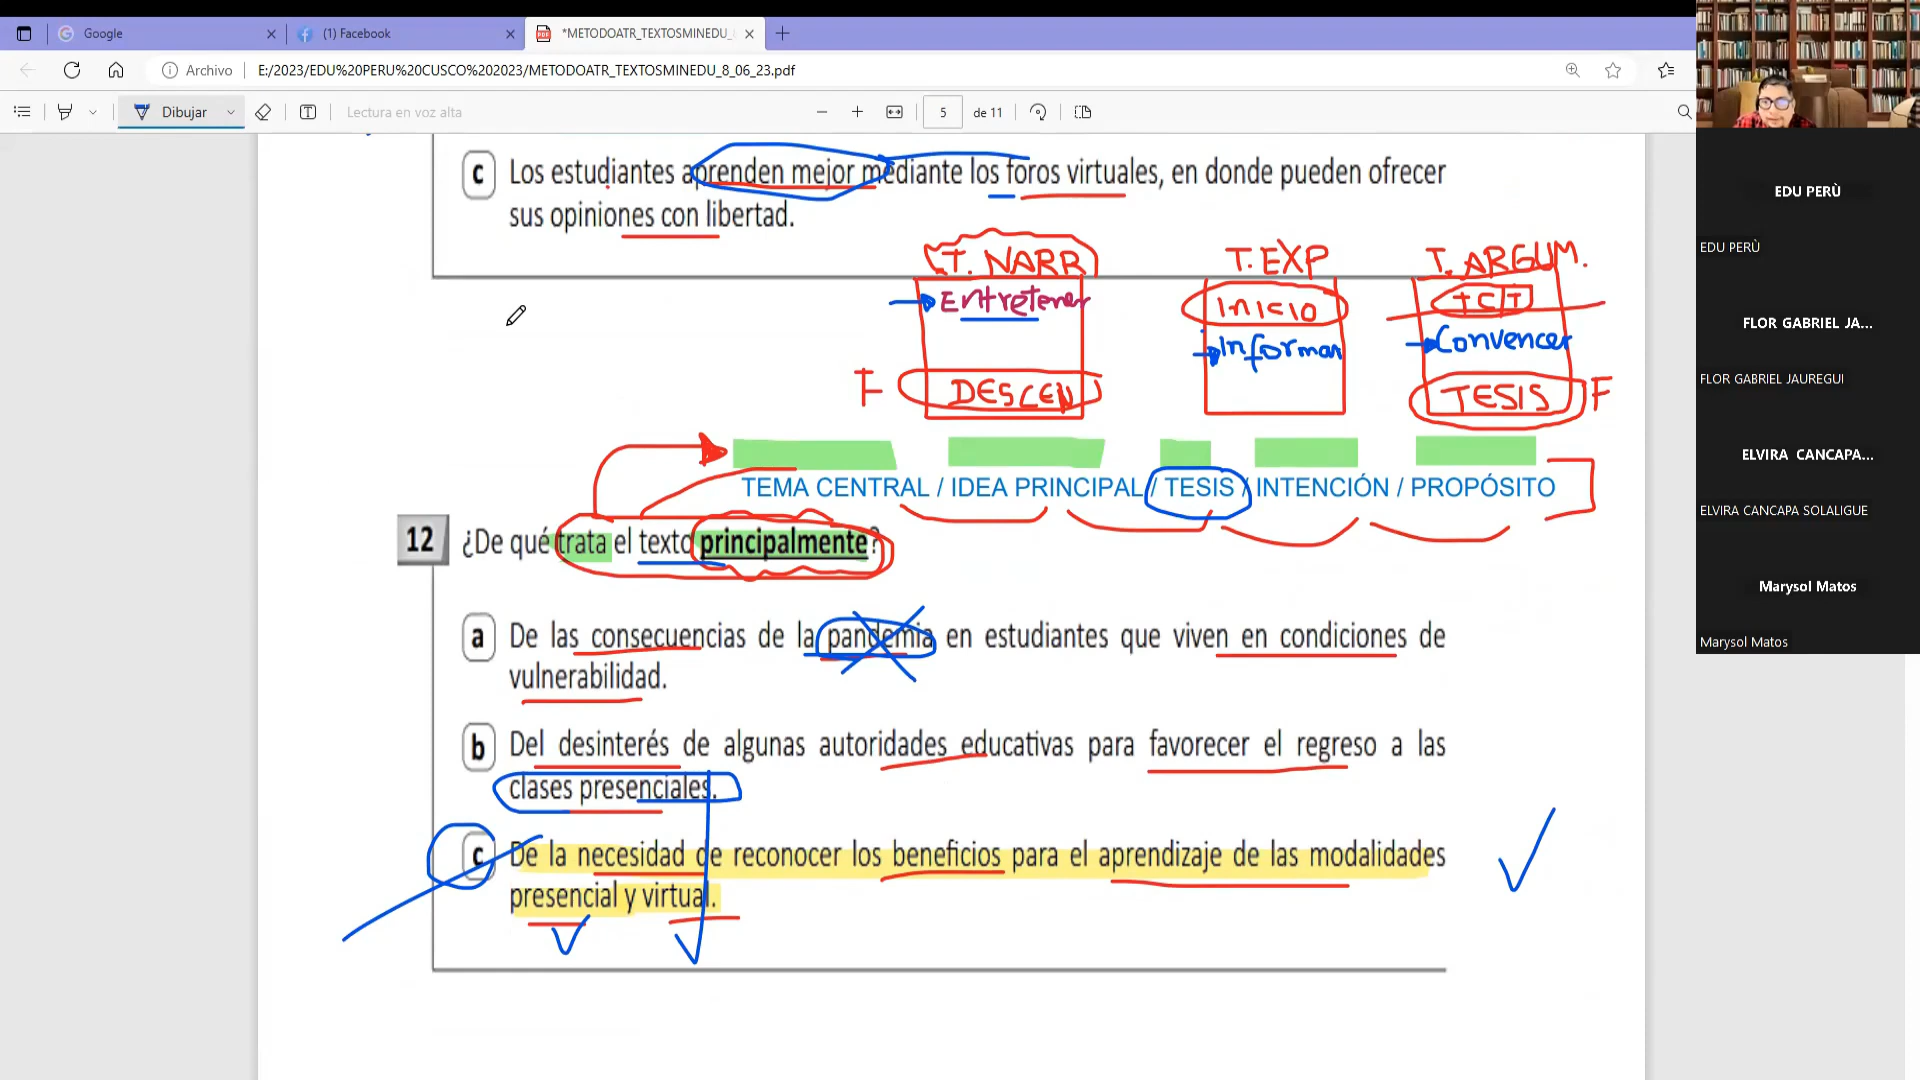 Google
(1) Facebook
*METODOATR_TEXTOSMINEDU_
Archivo
E:/2023/EDU%20PERU%20CUSCO%202023/METODOATR_TEXTOSMINEDU_8_06_23.pdf
Dibujar
Lectura en voz alta
5
de 11
c Los estudiantes aprenden mejor mediante los foros virtuales, en donde pueden ofrecer
sus opiniones con libertad.
T. NARR
T. EXP
T. ARGUM.
Entretener
INICIO
TCT
Informar
Convencer
F
DESCEN
TESIS
F
TEMA CENTRAL / IDEA PRINCIPAL / TESIS / INTENCIÓN / PROPÓSITO
12 ¿De qué trata el texto principalmente?
a De las consecuencias de la pandemia en estudiantes que viven en condiciones de
vulnerabilidad.
b Del desinterés de algunas autoridades educativas para favorecer el regreso a las
clases presenciales.
c De la necesidad de reconocer los beneficios para el aprendizaje de las modalidades
presencial y virtual.
EDU PERÙ
EDU PERÙ
FLOR GABRIEL JA...
FLOR GABRIEL JAUREGUI
ELVIRA CANCAPA...
ELVIRA CANCAPA SOLALIGUE
Marysol Matos
Marysol Matos